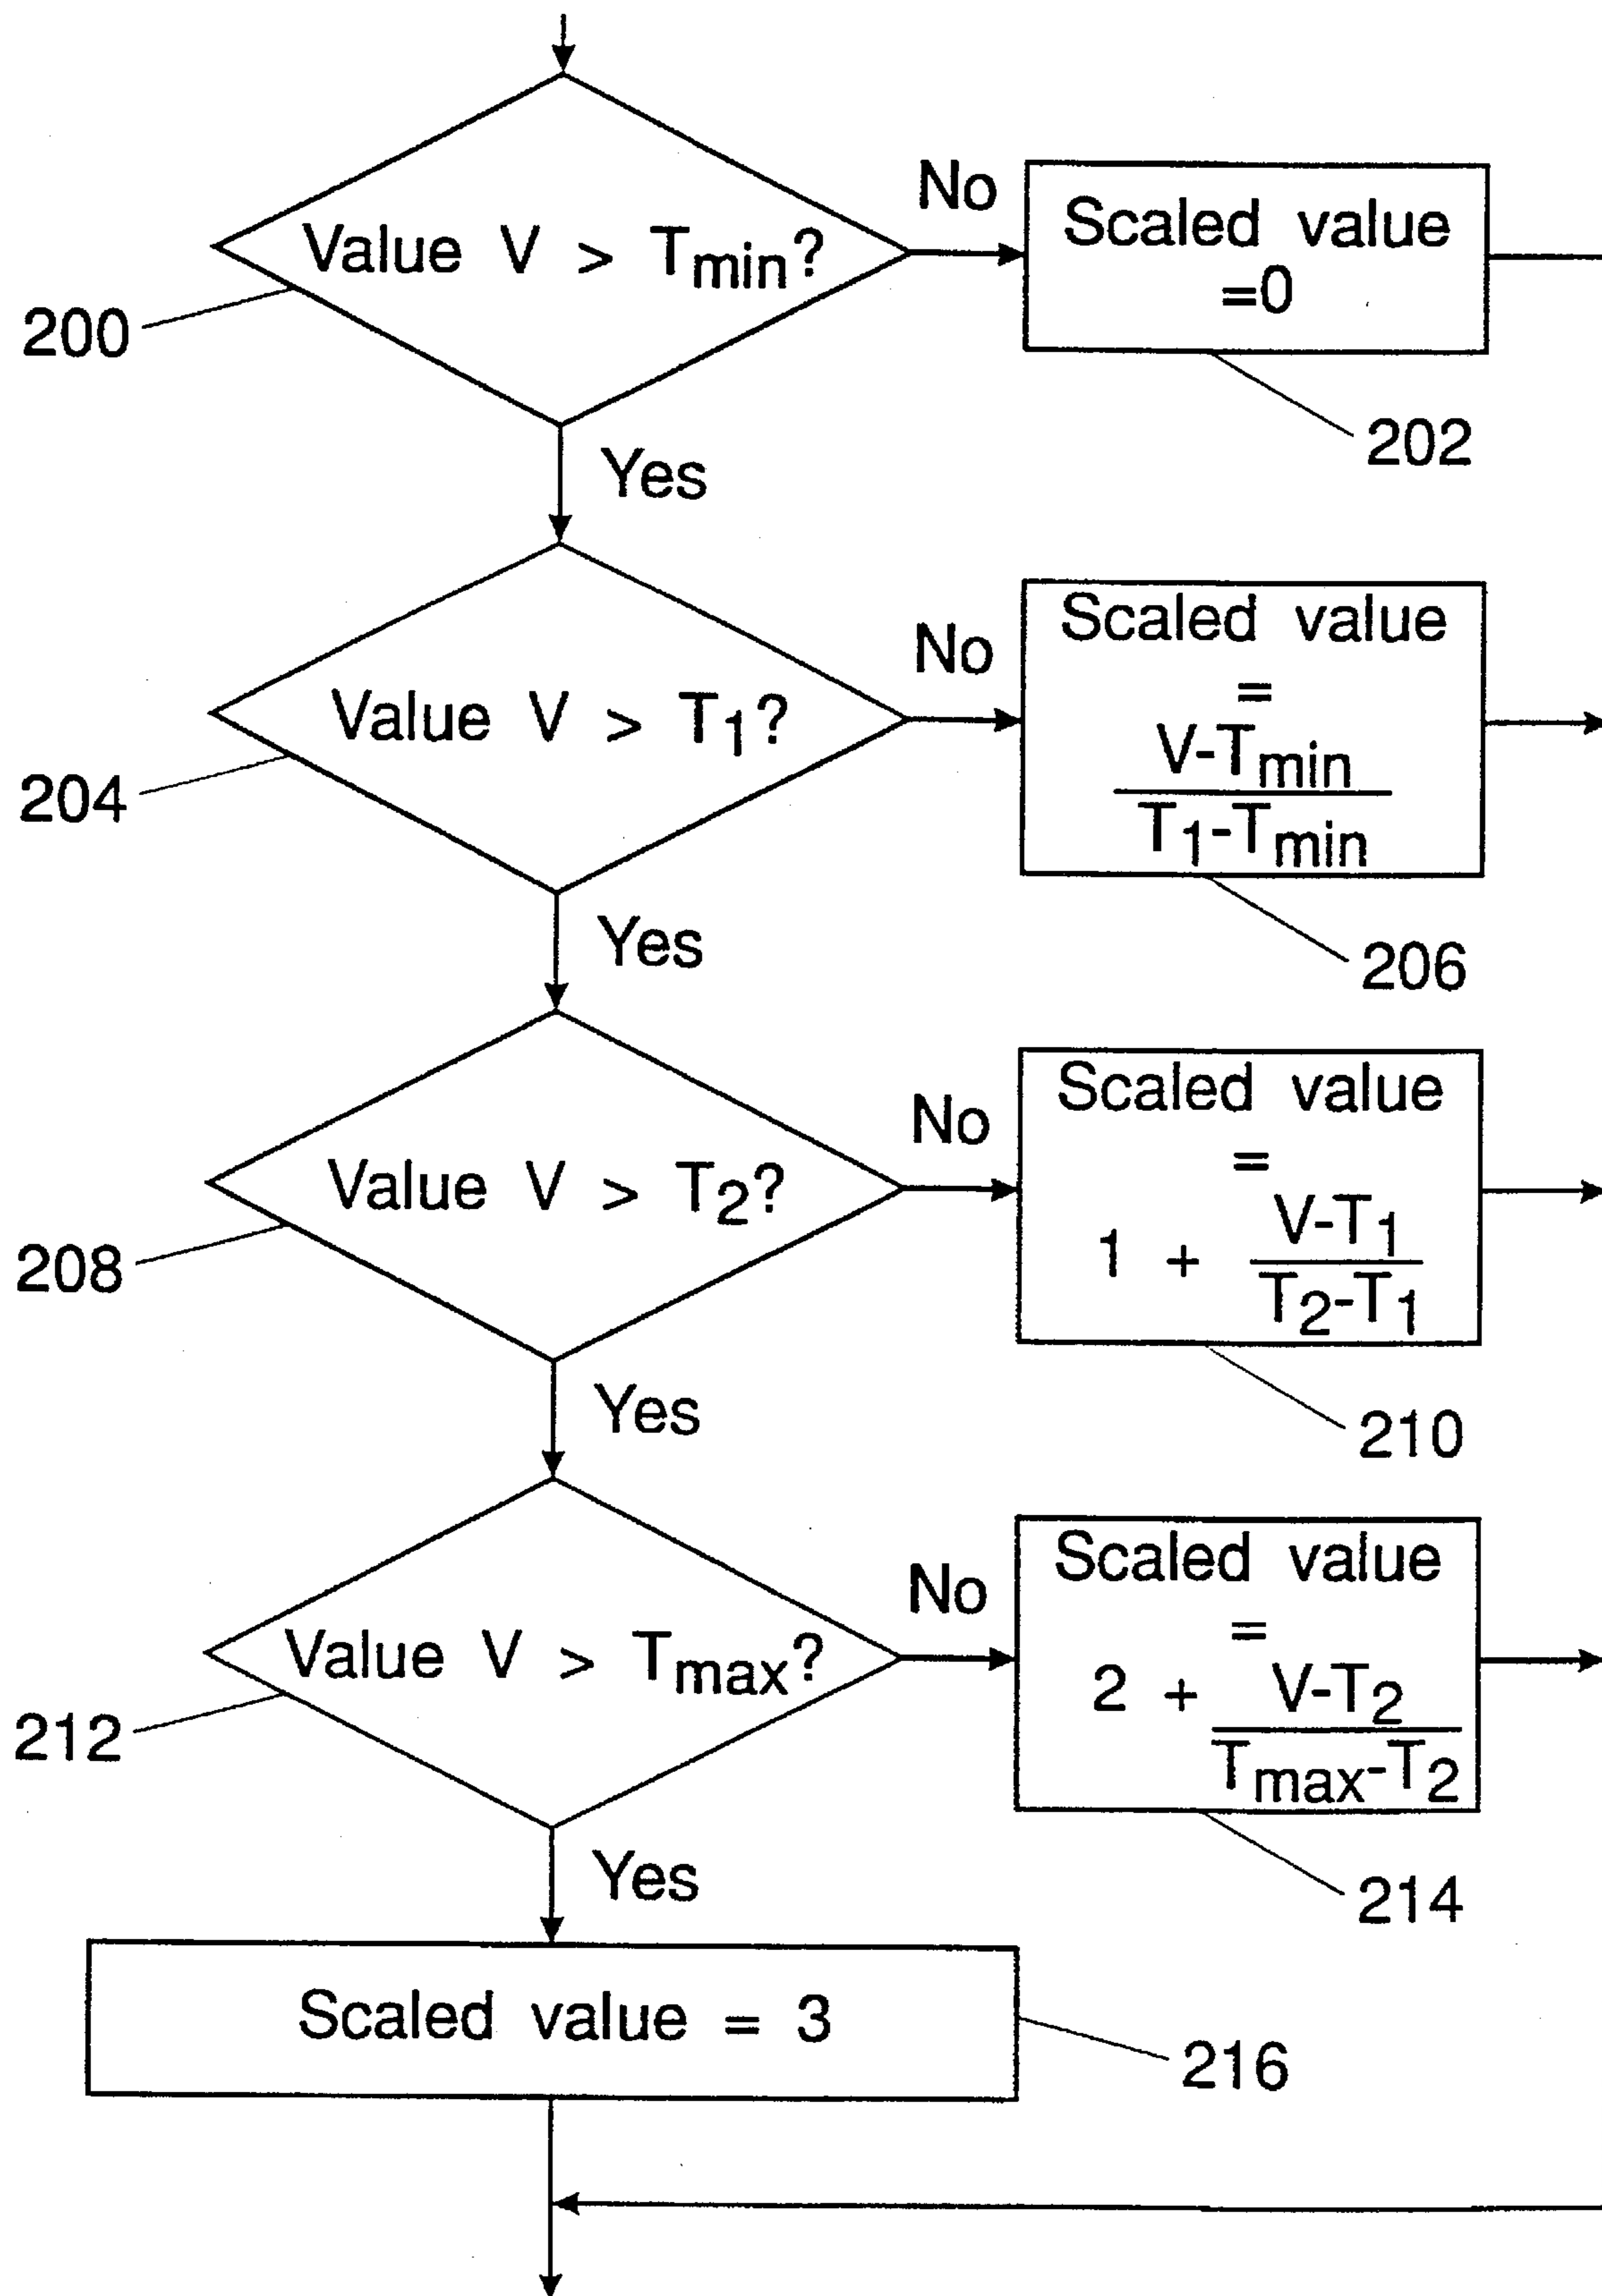 Value V > Tmin?
No
Scaled value
=0
200
202
Yes
Value V > T1?
No
Scaled value
=
V-Tmin
T1-Tmin
204
206
Yes
Value V > T2?
No
Scaled value
=
1 + V-T1
T2-T1
208
210
Yes
Value V > Tmax?
No
Scaled value
=
2 + V-T2
Tmax-T2
212
214
Yes
Scaled value = 3
216